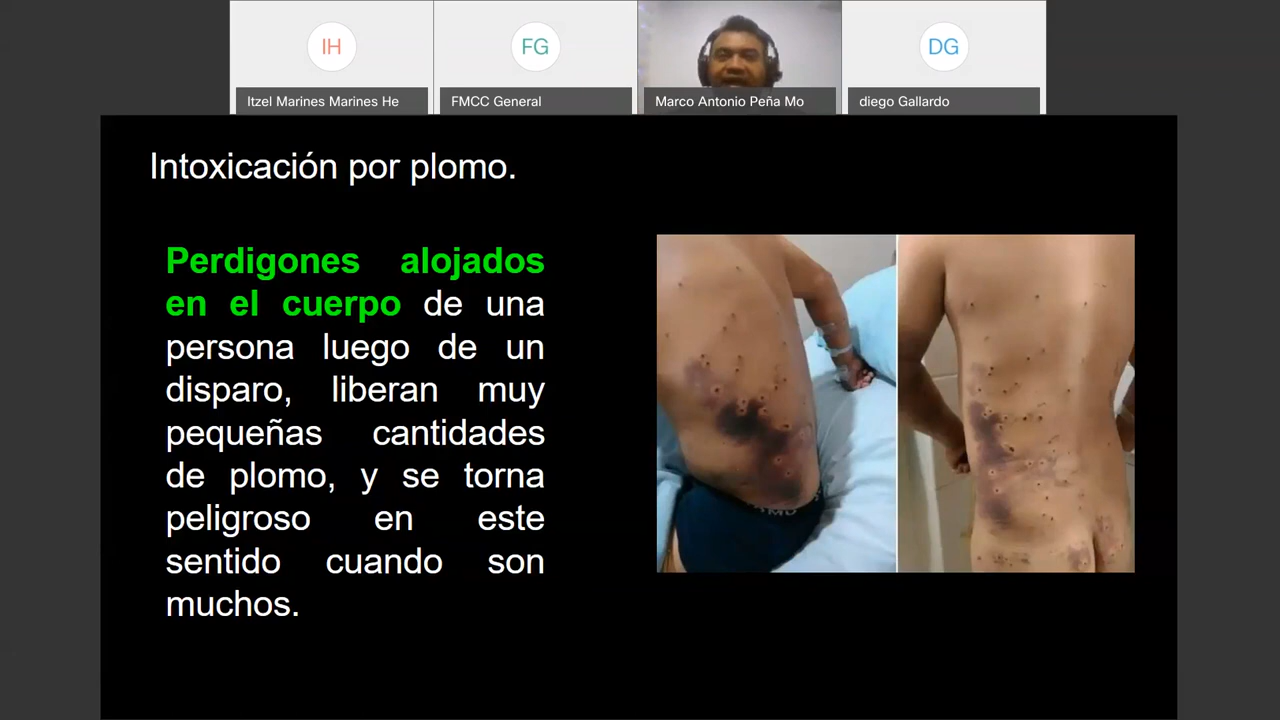 IH
FG
DG
Itzel Marines Marines He
FMCC General
Marco Antonio Peña Mo
diego Gallardo
Intoxicación por plomo.
Perdigones alojados
en el cuerpo de una
persona luego de un
disparo, liberan muy
pequeñas cantidades
de plomo, y se torna
peligroso en este
sentido cuando son
muchos.